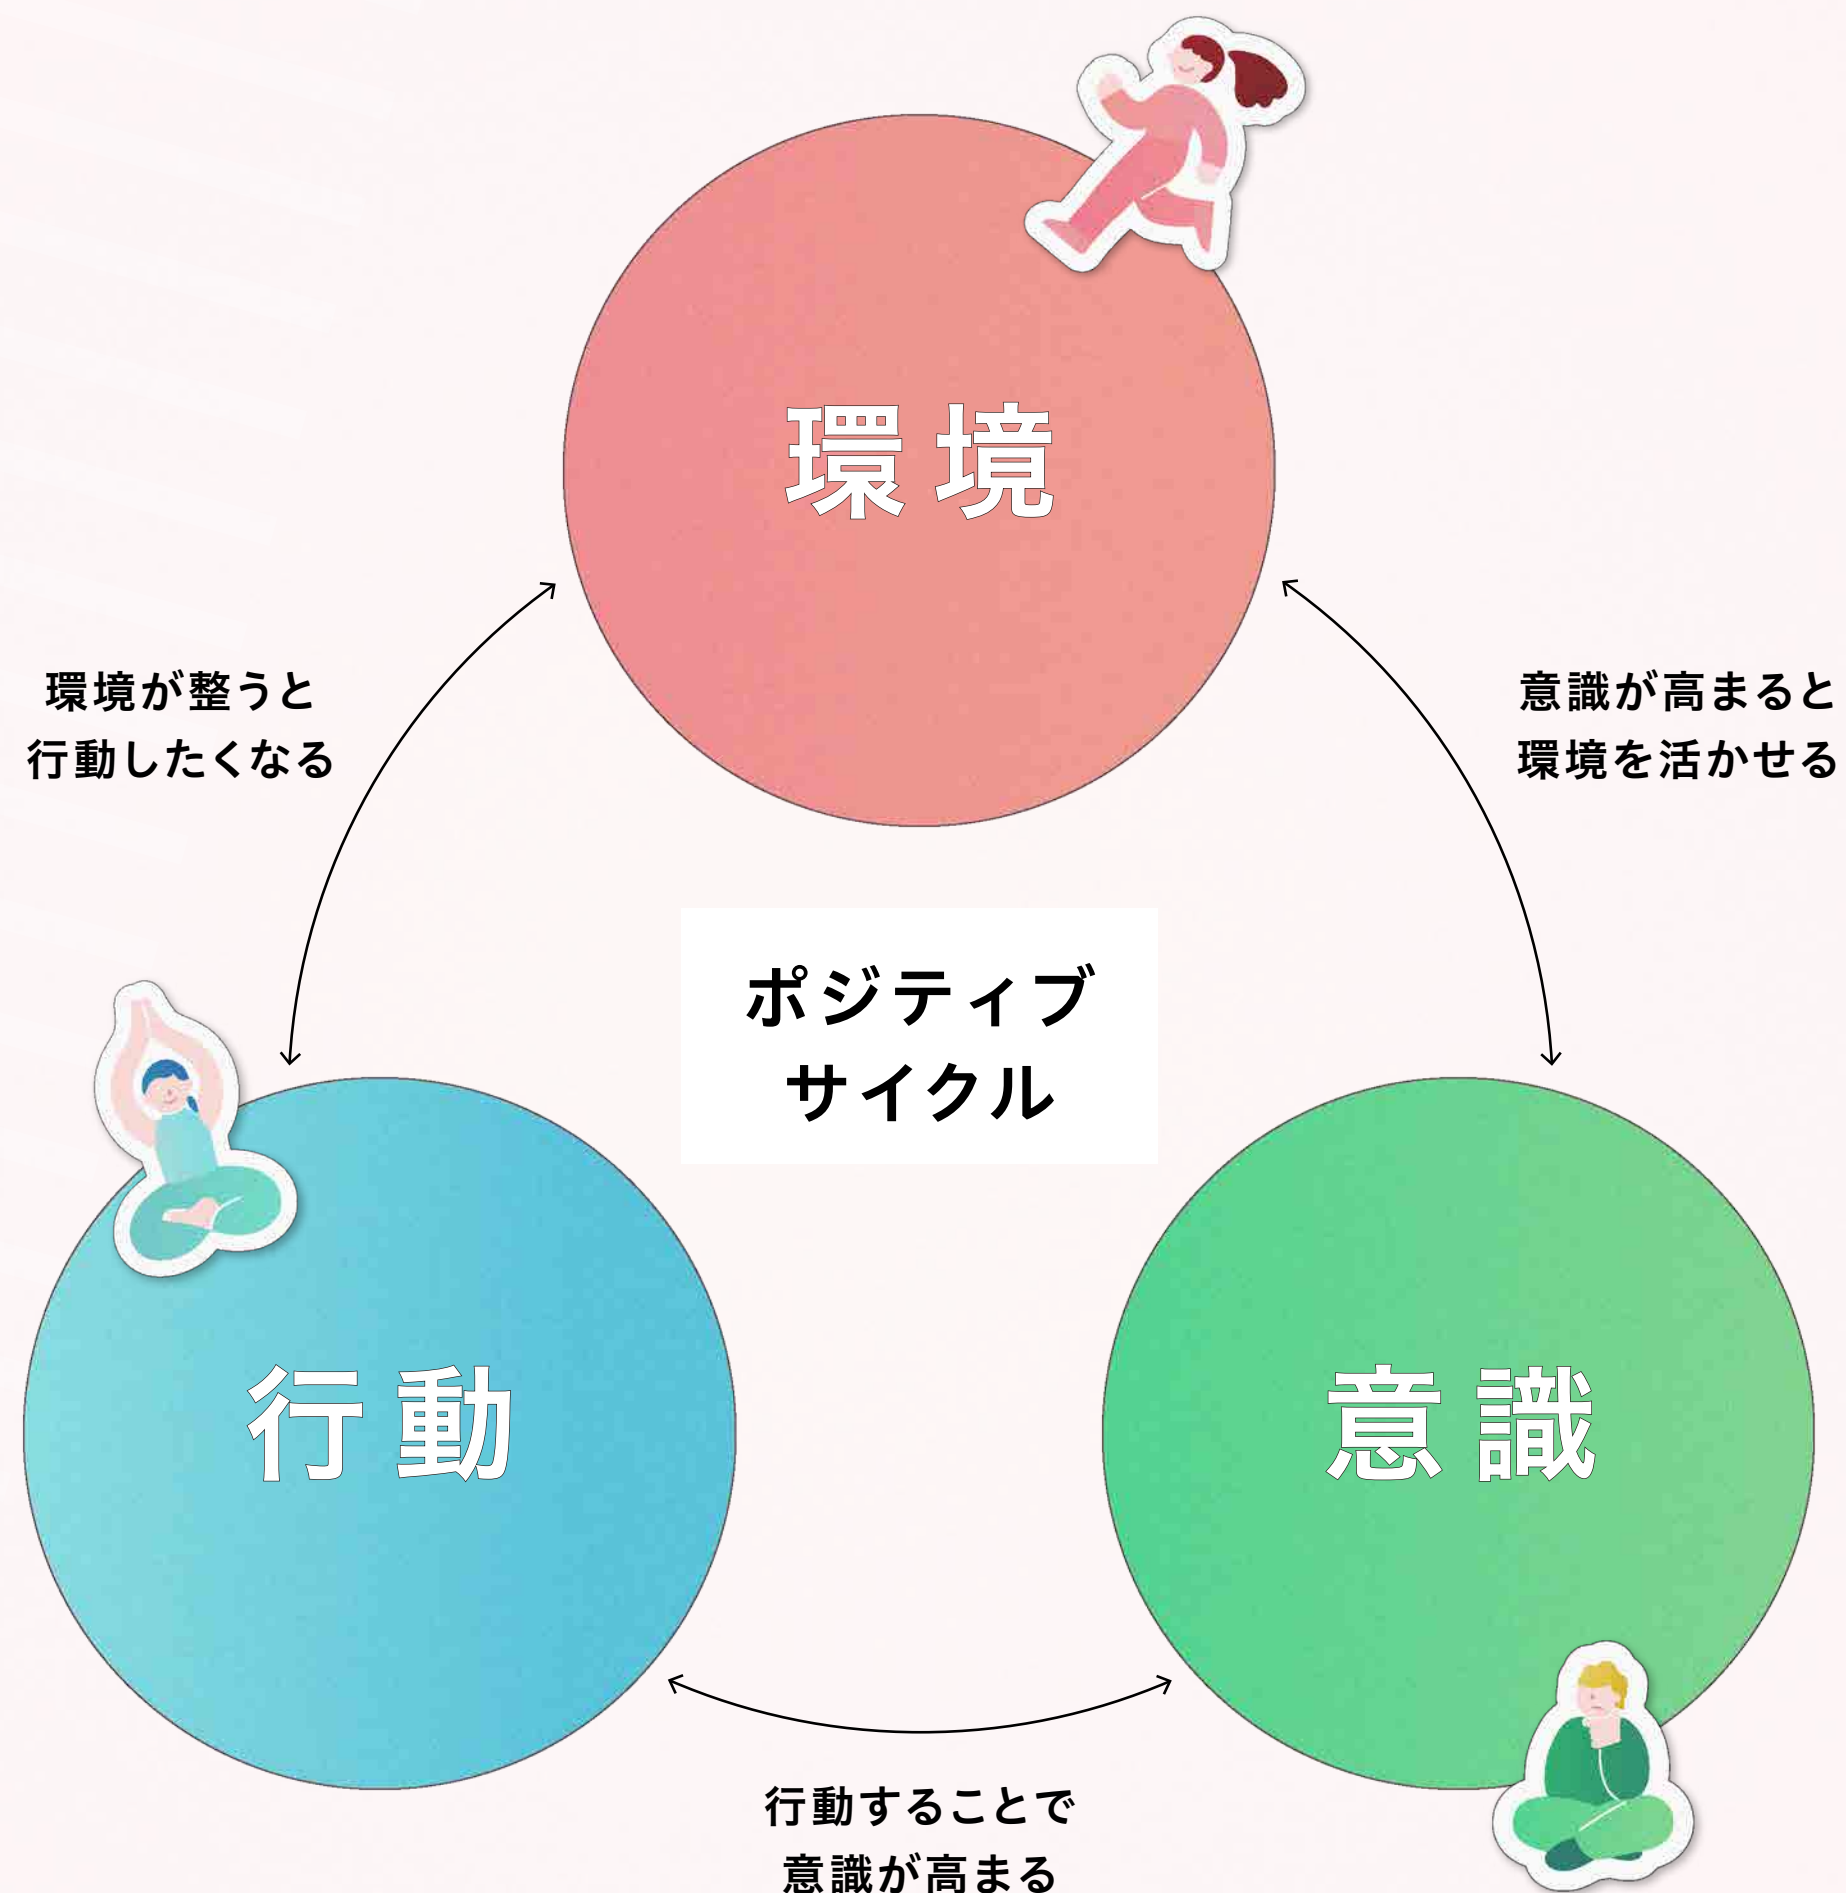 環境
環境が整うと
行動したくなる
意識が高まると
環境を活かせる
ポジティブ
サイクル
行動
意識
行動することで
意識が高まる